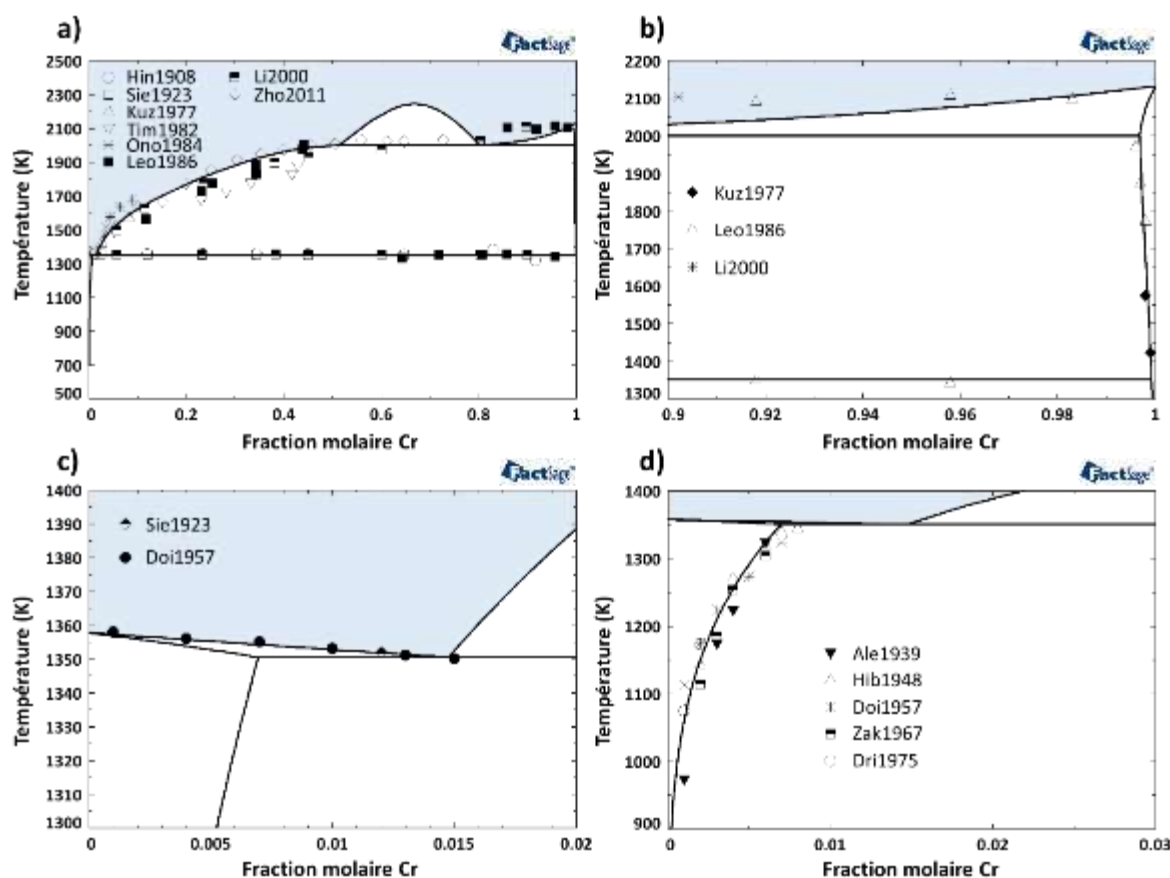 a)
FactSage®
Température (K)
2500
2300
2100
1900
1700
1500
1300
1100
900
700
500
Hin1908
Sie1923
Kuz1977
Tim1982
Ono1984
Leo1986
Li2000
Zho2011
0 0.2 0.4 0.6 0.8 1
Fraction molaire Cr
b)
FactSage®
Température (K)
2200
2100
2000
1900
1800
1700
1600
1500
1400
1300
Kuz1977
Leo1986
Li2000
0.9 0.92 0.94 0.96 0.98 1
Fraction molaire Cr
c)
FactSage®
Température (K)
1400
1390
1380
1370
1360
1350
1340
1330
1320
1310
1300
Sie1923
Doi1957
0 0.005 0.01 0.015 0.02
Fraction molaire Cr
d)
FactSage®
Température (K)
1400
1300
1200
1100
1000
900
Ale1939
Hib1948
Doi1957
Zak1967
Dri1975
0 0.01 0.02 0.03
Fraction molaire Cr